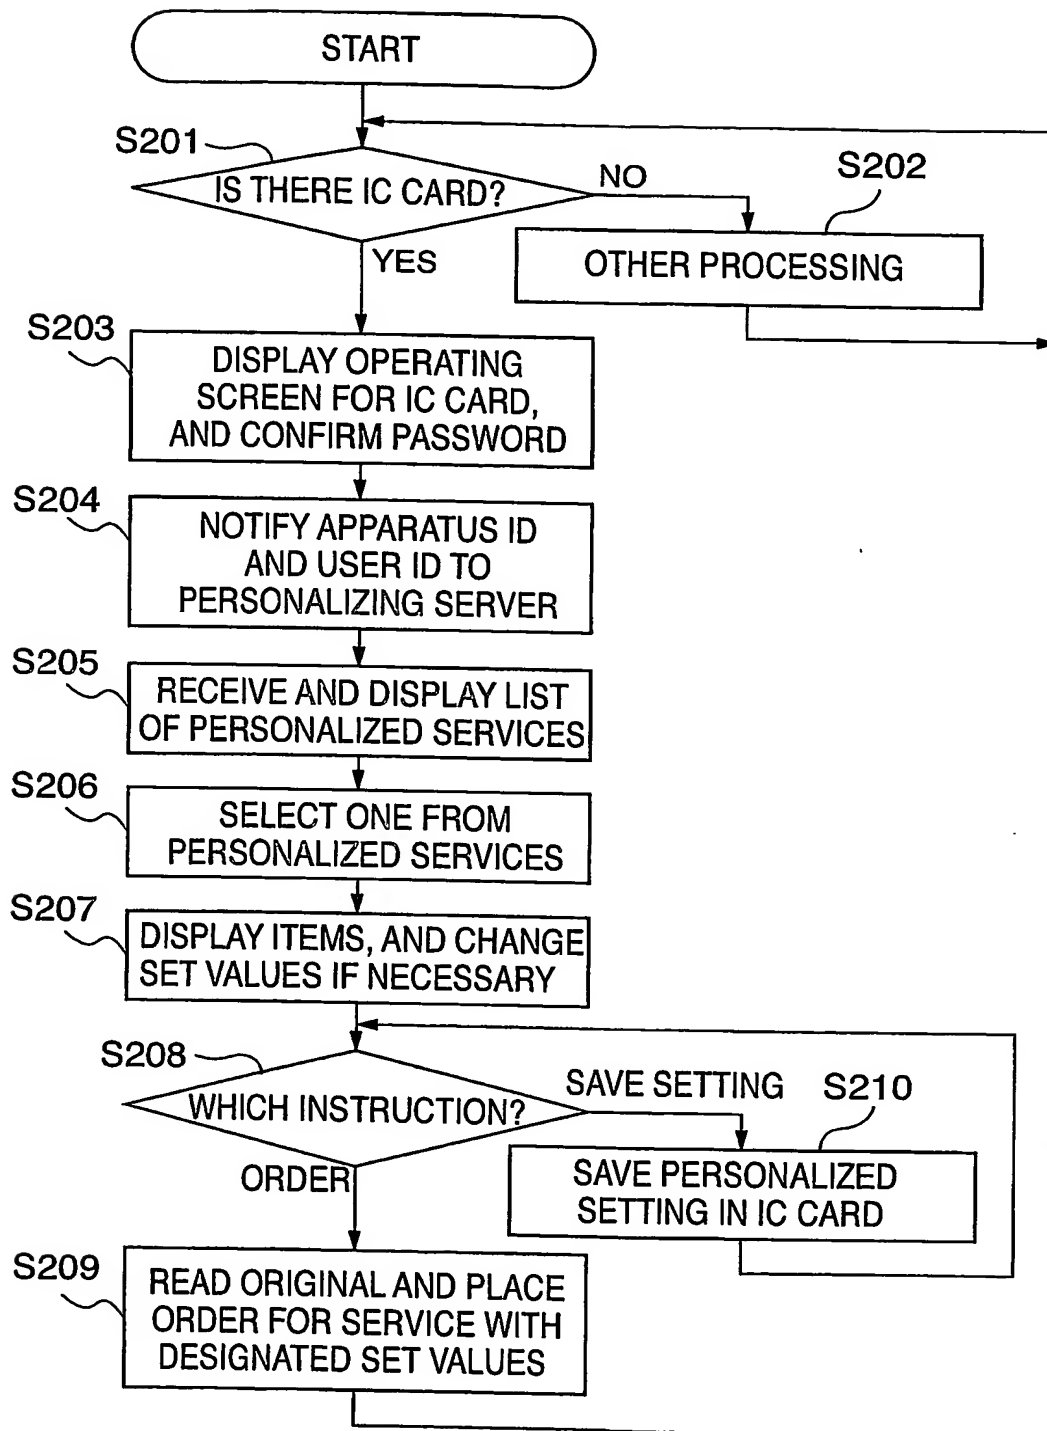 START
S201
IS THERE IC CARD?
NO
S202
OTHER PROCESSING
YES
S203
DISPLAY OPERATING
SCREEN FOR IC CARD,
AND CONFIRM PASSWORD
S204
NOTIFY APPARATUS ID
AND USER ID TO
PERSONALIZING SERVER
S205
RECEIVE AND DISPLAY LIST
OF PERSONALIZED SERVICES
S206
SELECT ONE FROM
PERSONALIZED SERVICES
S207
DISPLAY ITEMS, AND CHANGE
SET VALUES IF NECESSARY
S208
WHICH INSTRUCTION?
SAVE SETTING
S210
SAVE PERSONALIZED
SETTING IN IC CARD
ORDER
S209
READ ORIGINAL AND PLACE
ORDER FOR SERVICE WITH
DESIGNATED SET VALUES